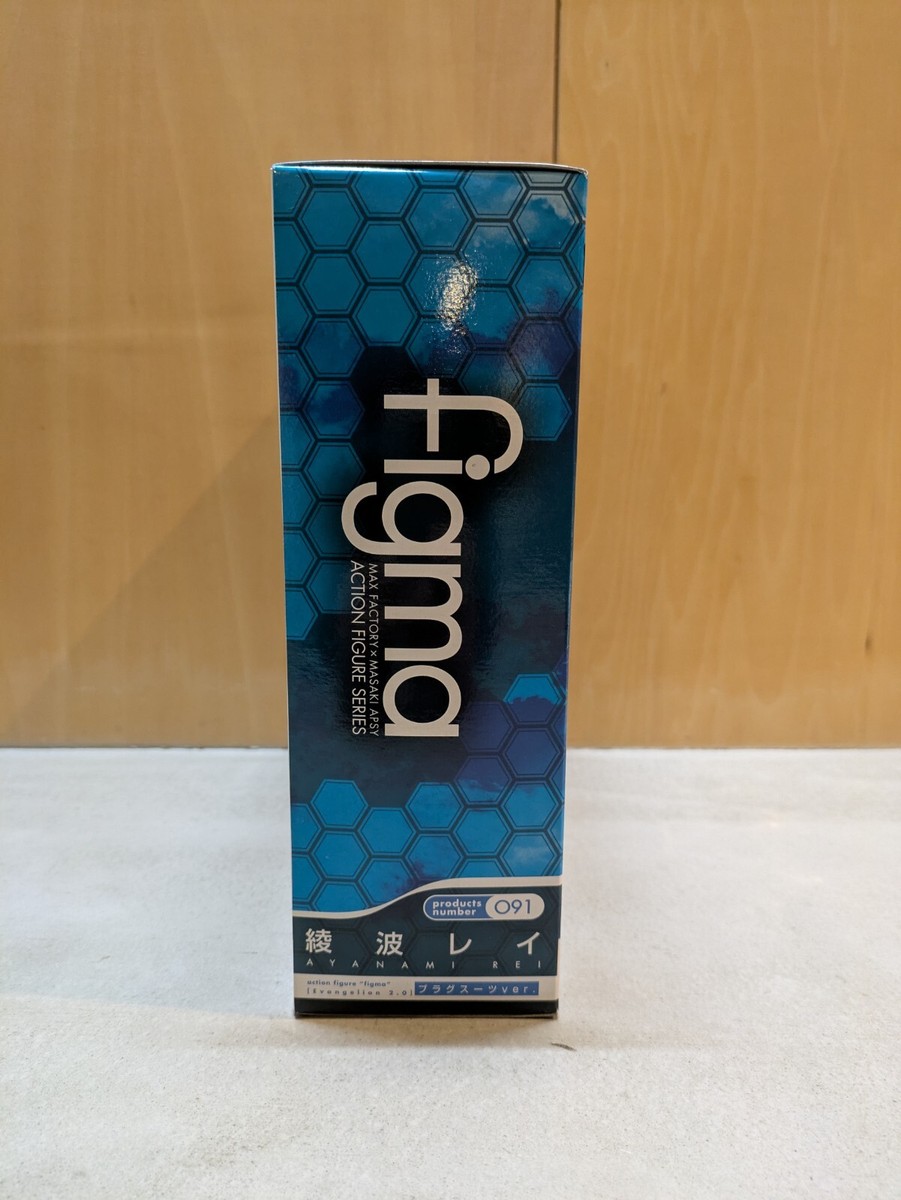 figma
MAX FACTORY × MASAKI APSY
ACTION FIGURE SERIES
products
number
091
綾波レイ
AYANAMI REI
action figure "figma"
[Evangelion 2.0]
プラグスーツver.